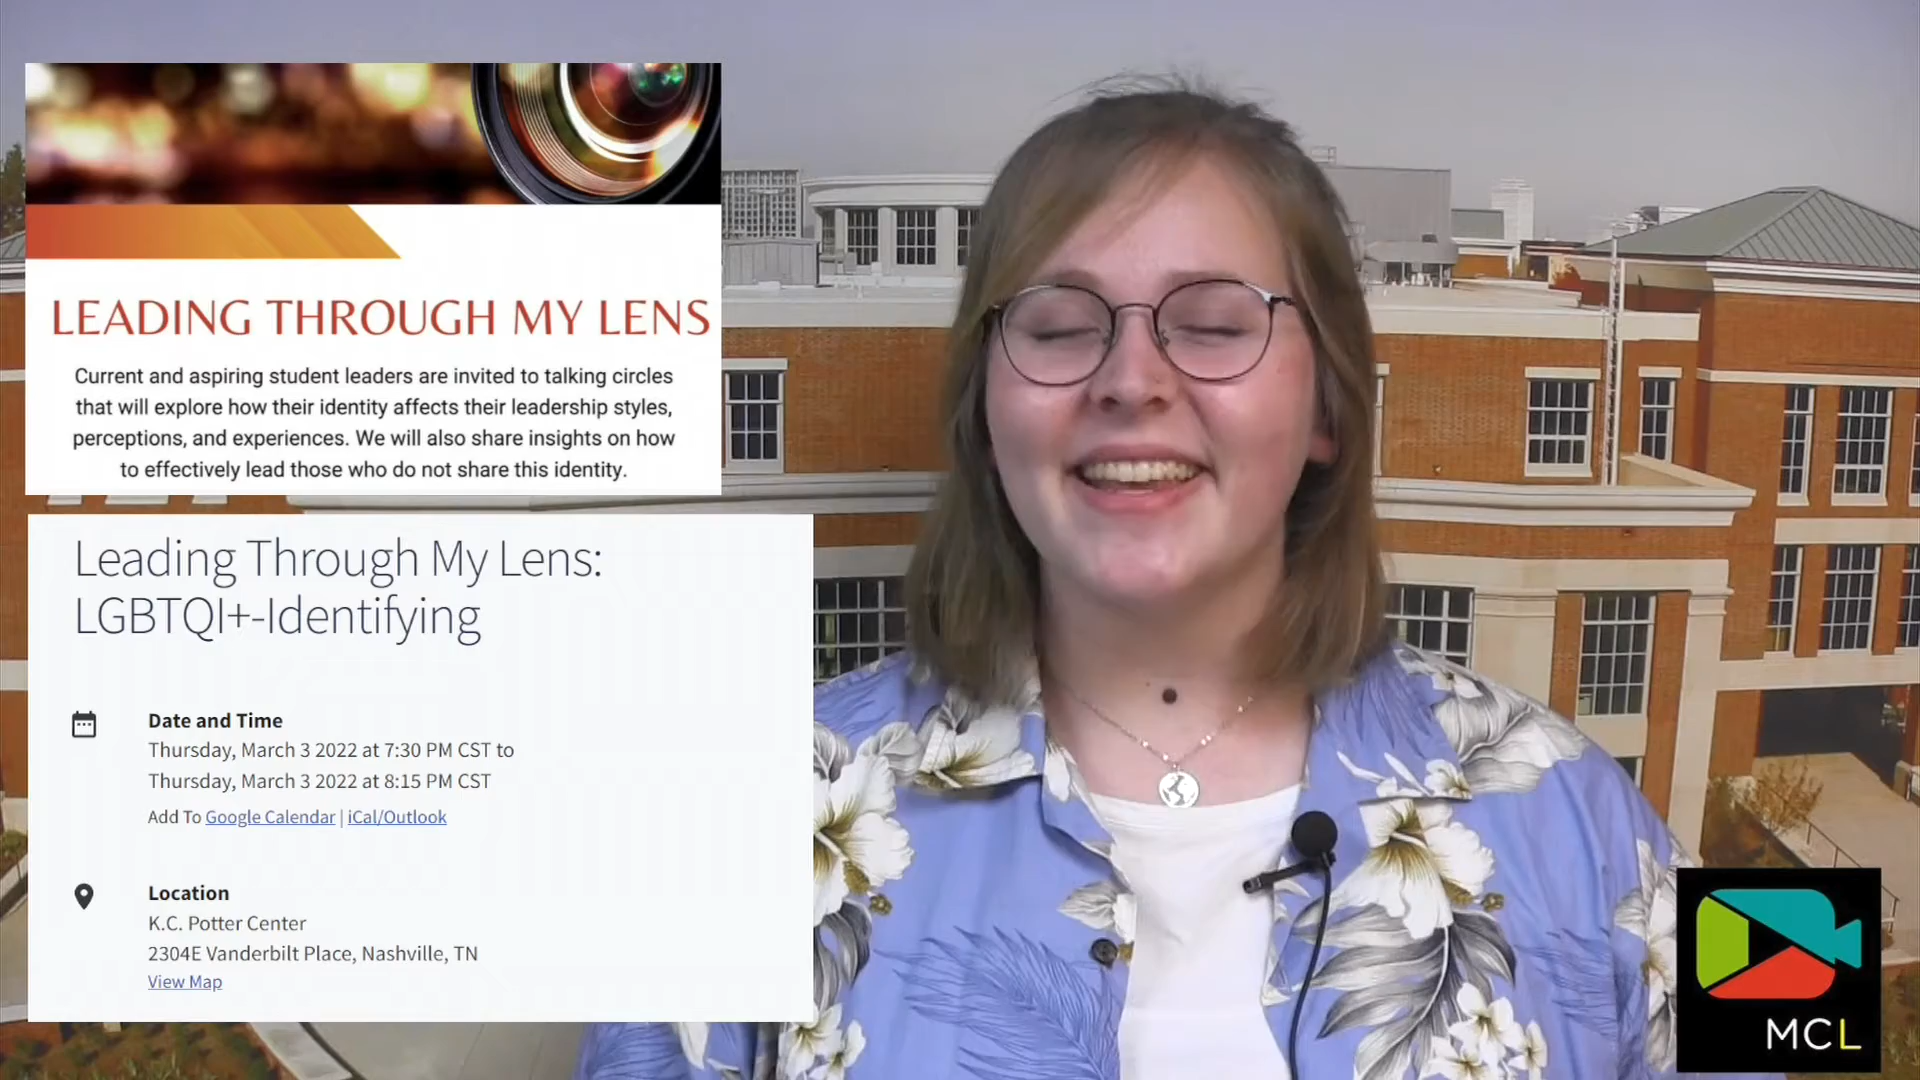 LEADING THROUGH MY LENS
Current and aspiring student leaders are invited to talking circles
that will explore how their identity affects their leadership styles,
perceptions, and experiences. We will also share insights on how
to effectively lead those who do not share this identity.
Leading Through My Lens:
LGBTQI+-Identifying
Date and Time
Thursday, March 3 2022 at 7:30 PM CST to
Thursday, March 3 2022 at 8:15 PM CST
Add To Google Calendar | iCal/Outlook
Location
K.C. Potter Center
2304E Vanderbilt Place, Nashville, TN
View Map
MCL